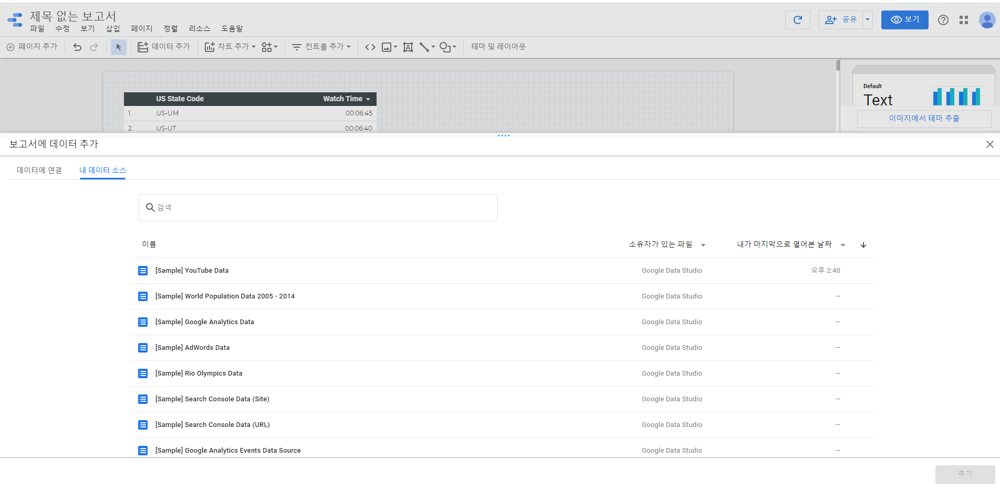 제목 없는 보고서
파일 수정 보기 삽입 페이지 정렬 리소스 도움말
공유 보기
페이지 추가 데이터 추가 차트 추가 컨트롤 추가 테마 및 레이아웃
US State Code Watch Time
1. US-UM 00:06:45
2. US-UT 00:06:40
Default
Text
이미지에서 테마 추출
보고서에 데이터 추가
데이터에 연결 내 데이터 소스
검색
이름 소유자가 있는 파일 내가 마지막으로 열어본 날짜
[Sample] YouTube Data Google Data Studio 오후 2:40
[Sample] World Population Data 2005 - 2014 Google Data Studio —
[Sample] Google Analytics Data Google Data Studio —
[Sample] AdWords Data Google Data Studio —
[Sample] Rio Olympics Data Google Data Studio —
[Sample] Search Console Data (Site) Google Data Studio —
[Sample] Search Console Data (URL) Google Data Studio —
[Sample] Google Analytics Events Data Source Google Data Studio —
추가